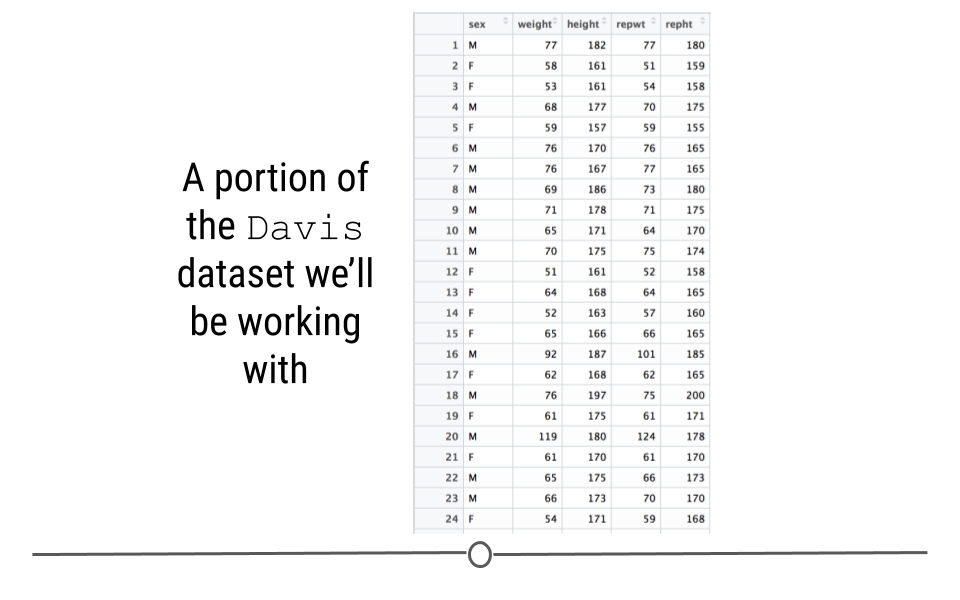 A portion of
the Davis
dataset we’ll
be working
with
sex weight height repwt repht
1 M 77 182 77 180
2 F 58 161 51 159
3 F 53 161 54 158
4 M 68 177 70 175
5 F 59 157 59 155
6 M 76 170 76 165
7 M 76 167 77 165
8 M 69 186 73 180
9 M 71 178 71 175
10 M 65 171 64 170
11 M 70 175 75 174
12 F 51 161 52 158
13 F 64 168 64 165
14 F 52 163 57 160
15 F 65 166 66 165
16 M 92 187 101 185
17 F 62 168 62 165
18 M 76 197 75 200
19 F 61 175 61 171
20 M 119 180 124 178
21 F 61 170 61 170
22 M 65 175 66 173
23 M 66 173 70 170
24 F 54 171 59 168